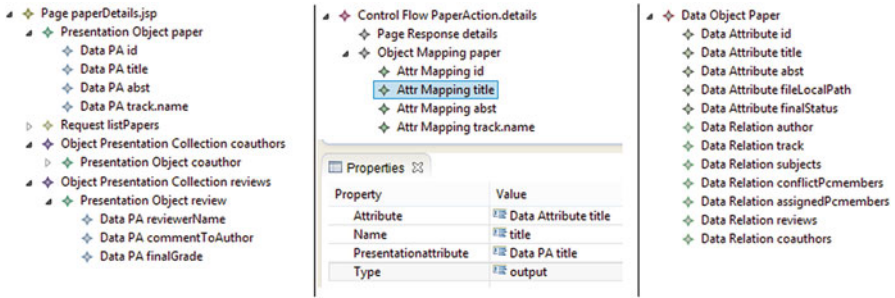 Page paperDetails.jsp
Presentation Object paper
Data PA id
Data PA title
Data PA abst
Data PA track.name
Request listPapers
Object Presentation Collection coauthors
Presentation Object coauthor
Object Presentation Collection reviews
Presentation Object review
Data PA reviewerName
Data PA commentToAuthor
Data PA finalGrade
Control Flow PaperAction.details
Page Response details
Object Mapping paper
Attr Mapping id
Attr Mapping title
Attr Mapping abst
Attr Mapping track.name
Properties
Property Value
Attribute Data Attribute title
Name title
Presentationattribute Data PA title
Type output
Data Object Paper
Data Attribute id
Data Attribute title
Data Attribute abst
Data Attribute fileLocalPath
Data Attribute finalStatus
Data Relation author
Data Relation track
Data Relation subjects
Data Relation conflictPcmembers
Data Relation assignedPcmembers
Data Relation reviews
Data Relation coauthors